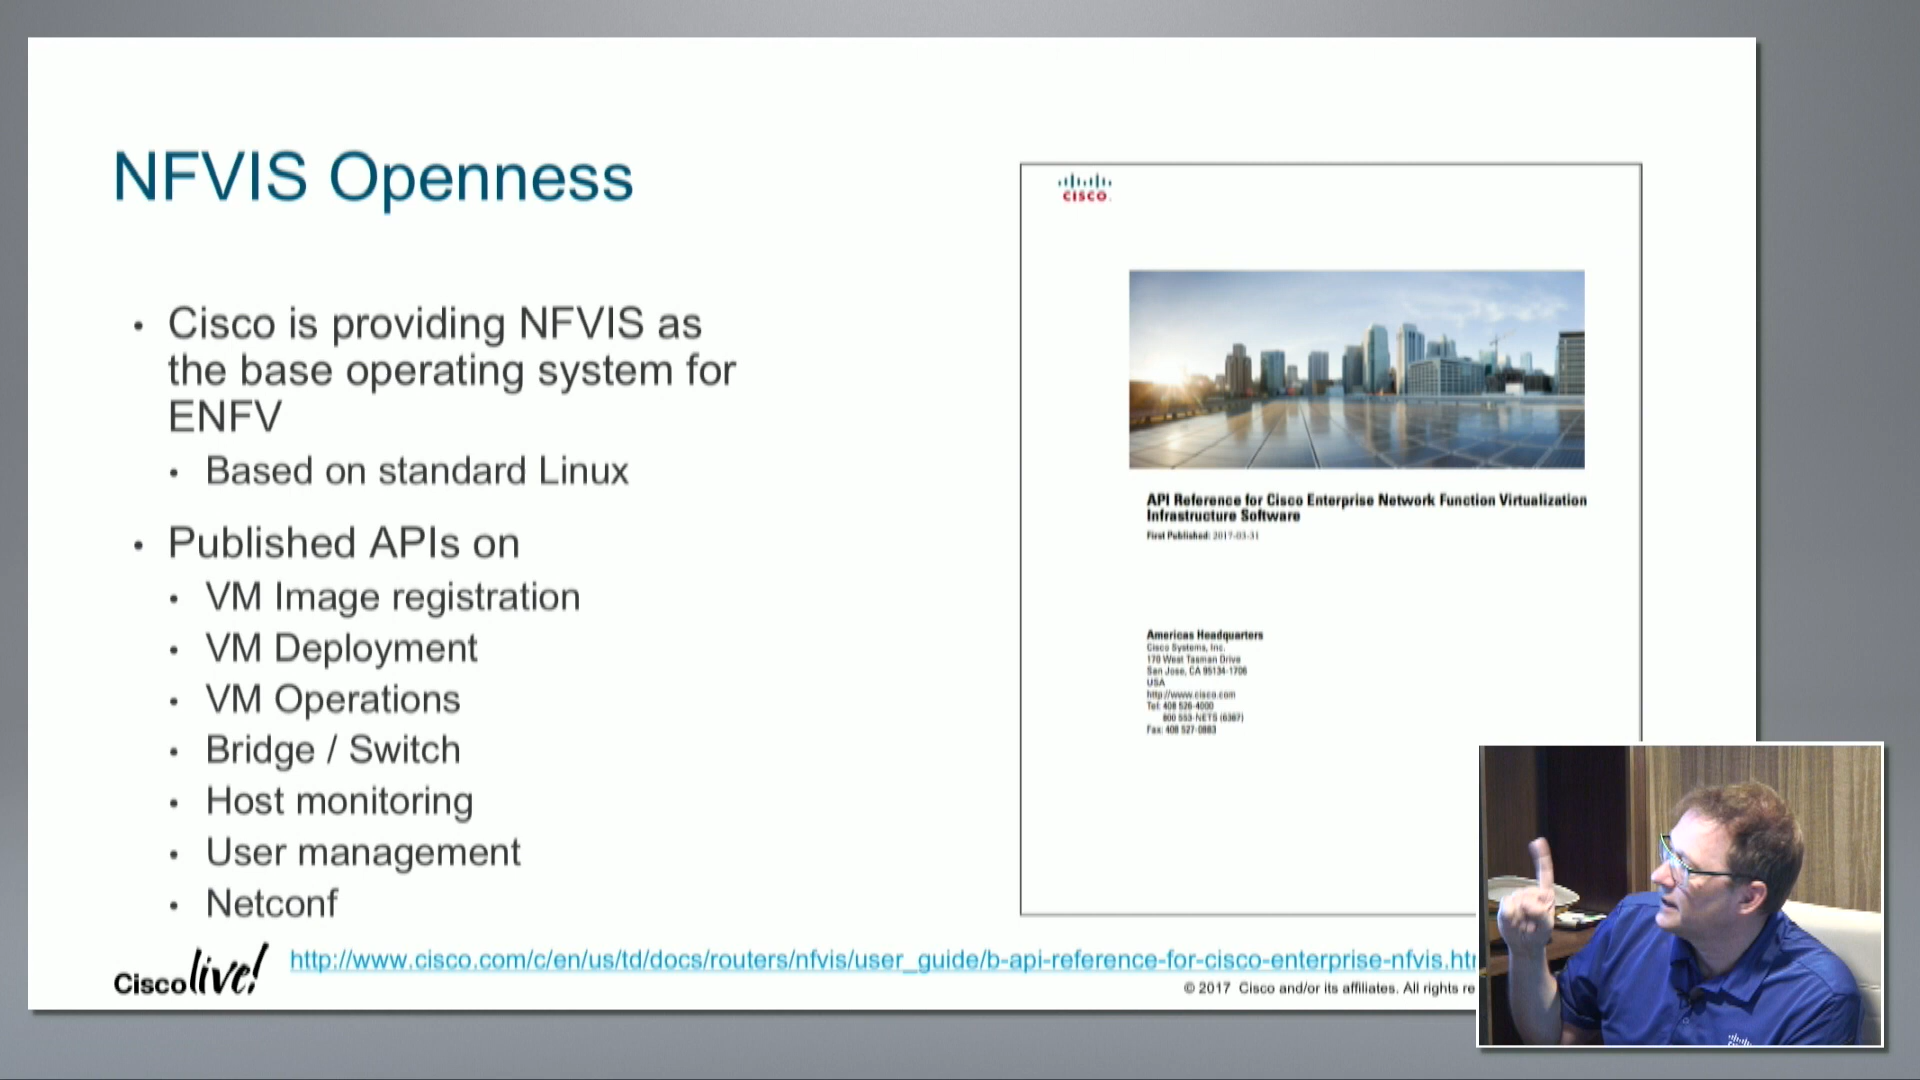 NFVIS Openness
• Cisco is providing NFVIS as
the base operating system for
ENFV
• Based on standard Linux
• Published APIs on
• VM Image registration
• VM Deployment
• VM Operations
• Bridge / Switch
• Host monitoring
• User management
• Netconf
CISCO
API Reference for Cisco Enterprise Network Function Virtualization
Infrastructure Software
First Published: 2017-03-31
Americas Headquarters
Cisco Systems, Inc.
170 West Tasman Drive
San Jose, CA 95134-1706
USA
http://www.cisco.com
Tel: 408 526-4000
800 553-NETS (6387)
Fax: 408 527-0883
Cisco live!
http://www.cisco.com/c/en/us/td/docs/routers/nfvis/user_guide/b-api-reference-for-cisco-enterprise-nfvis.ht
© 2017 Cisco and/or its affiliates. All rights re